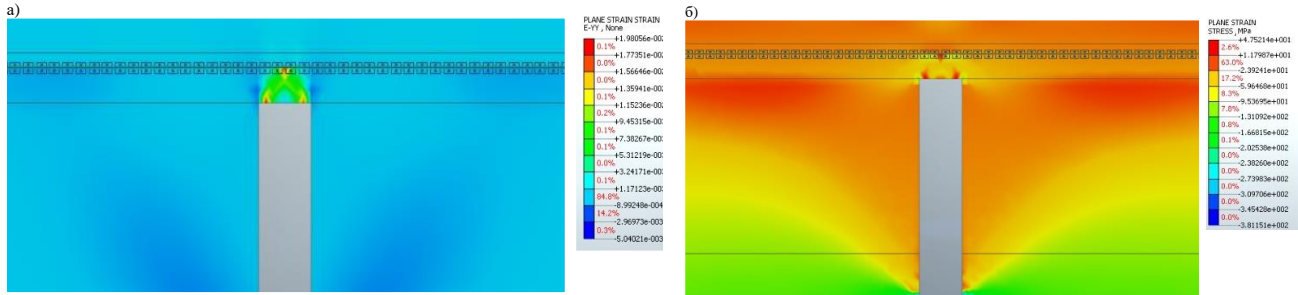 а)
PLANE STRAIN STRAIN
E-YY, None
+1.98056e-002
0.1%
+1.77351e-002
0.0%
+1.56646e-002
0.1%
+1.35941e-002
0.1%
+1.15236e-002
0.2%
+9.45315e-003
0.1%
+7.38267e-003
0.1%
+5.31219e-003
0.0%
+3.24171e-003
0.1%
+1.17123e-003
84.8%
-8.99248e-004
14.2%
-2.96973e-003
0.3%
-5.04021e-003
б)
PLANE STRAIN
STRESS , MPa
+4.75214e+001
2.6%
+1.17987e+001
63.0%
-2.39241e+001
17.2%
-5.96468e+001
8.3%
-9.53695e+001
7.8%
-1.31092e+002
0.8%
-1.66815e+002
0.1%
-2.02538e+002
0.0%
-2.38260e+002
0.0%
-2.73983e+002
0.0%
-3.09706e+002
0.0%
-3.45428e+002
0.0%
-3.81151e+002